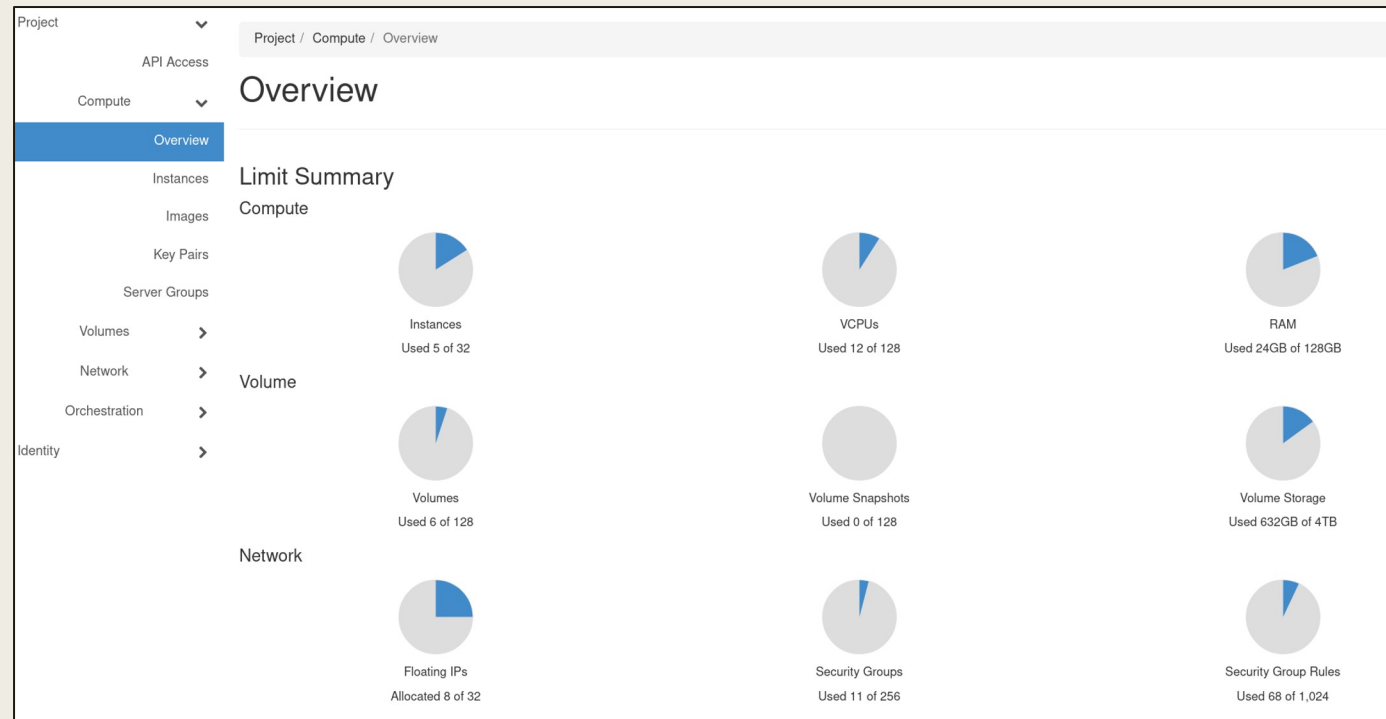 Project
API Access
Compute
Overview
Instances
Images
Key Pairs
Server Groups
Volumes
Network
Orchestration
Identity
Project / Compute / Overview
Overview
Limit Summary
Compute
Instances
Used 5 of 32
VCPUs
Used 12 of 128
RAM
Used 24GB of 128GB
Volume
Volumes
Used 6 of 128
Volume Snapshots
Used 0 of 128
Volume Storage
Used 632GB of 4TB
Network
Floating IPs
Allocated 8 of 32
Security Groups
Used 11 of 256
Security Group Rules
Used 68 of 1,024